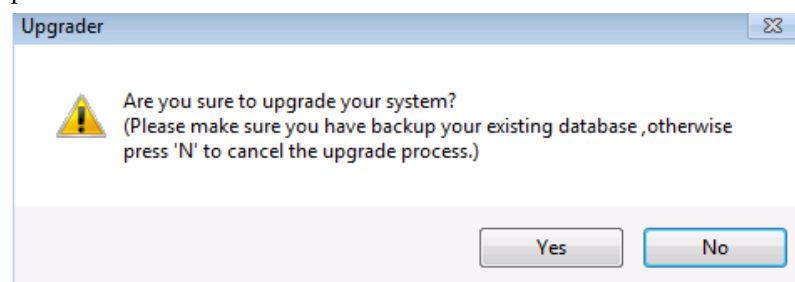 Upgrader
Are you sure to upgrade your system?
(Please make sure you have backup your existing database ,otherwise
press 'N' to cancel the upgrade process.)
Yes No